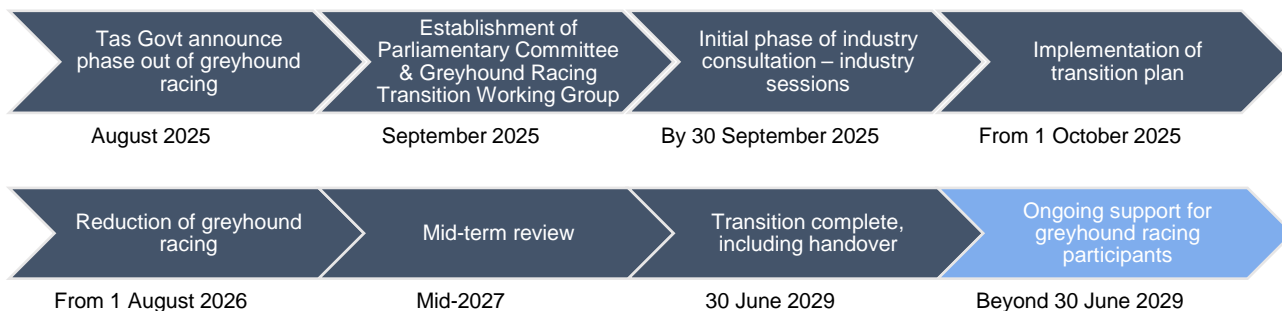 Tas Govt announce
phase out of greyhound
racing
Establishment of
Parliamentary Committee
& Greyhound Racing
Transition Working Group
Initial phase of industry
consultation – industry
sessions
Implementation of
transition plan
August 2025
September 2025
By 30 September 2025
From 1 October 2025
Reduction of greyhound
racing
Mid-term review
Transition complete,
including handover
Ongoing support for
greyhound racing
participants
From 1 August 2026
Mid-2027
30 June 2029
Beyond 30 June 2029